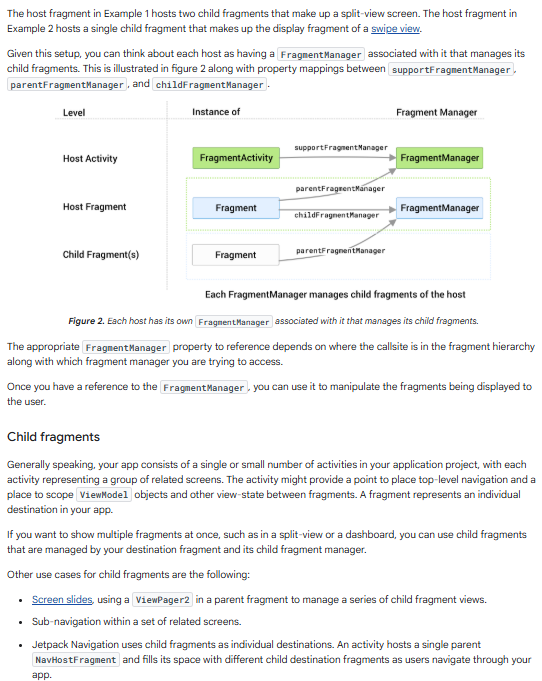 The host fragment in Example 1 hosts two child fragments that make up a split-view screen. The host fragment in
Example 2 hosts a single child fragment that makes up the display fragment of a swipe view.
Given this setup, you can think about each host as having a FragmentManager associated with it that manages its
child fragments. This is illustrated in figure 2 along with property mappings between supportFragmentManager,
parentFragmentManager, and childFragmentManager.
Level Instance of Fragment Manager
Host Activity FragmentActivity supportFragmentManager FragmentManager
parentFragmentManager
Host Fragment Fragment childFragmentManager FragmentManager
Child Fragment(s) Fragment parentFragmentManager
Each FragmentManager manages child fragments of the host
Figure 2. Each host has its own FragmentManager associated with it that manages its child fragments.
The appropriate FragmentManager property to reference depends on where the callsite is in the fragment hierarchy
along with which fragment manager you are trying to access.
Once you have a reference to the FragmentManager, you can use it to manipulate the fragments being displayed to
the user.
Child fragments
Generally speaking, your app consists of a single or small number of activities in your application project, with each
activity representing a group of related screens. The activity might provide a point to place top-level navigation and a
place to scope ViewModel objects and other view-state between fragments. A fragment represents an individual
destination in your app.
If you want to show multiple fragments at once, such as in a split-view or a dashboard, you can use child fragments
that are managed by your destination fragment and its child fragment manager.
Other use cases for child fragments are the following:
• Screen slides, using a ViewPager2 in a parent fragment to manage a series of child fragment views.
• Sub-navigation within a set of related screens.
• Jetpack Navigation uses child fragments as individual destinations. An activity hosts a single parent
NavHostFragment and fills its space with different child destination fragments as users navigate through your
app.